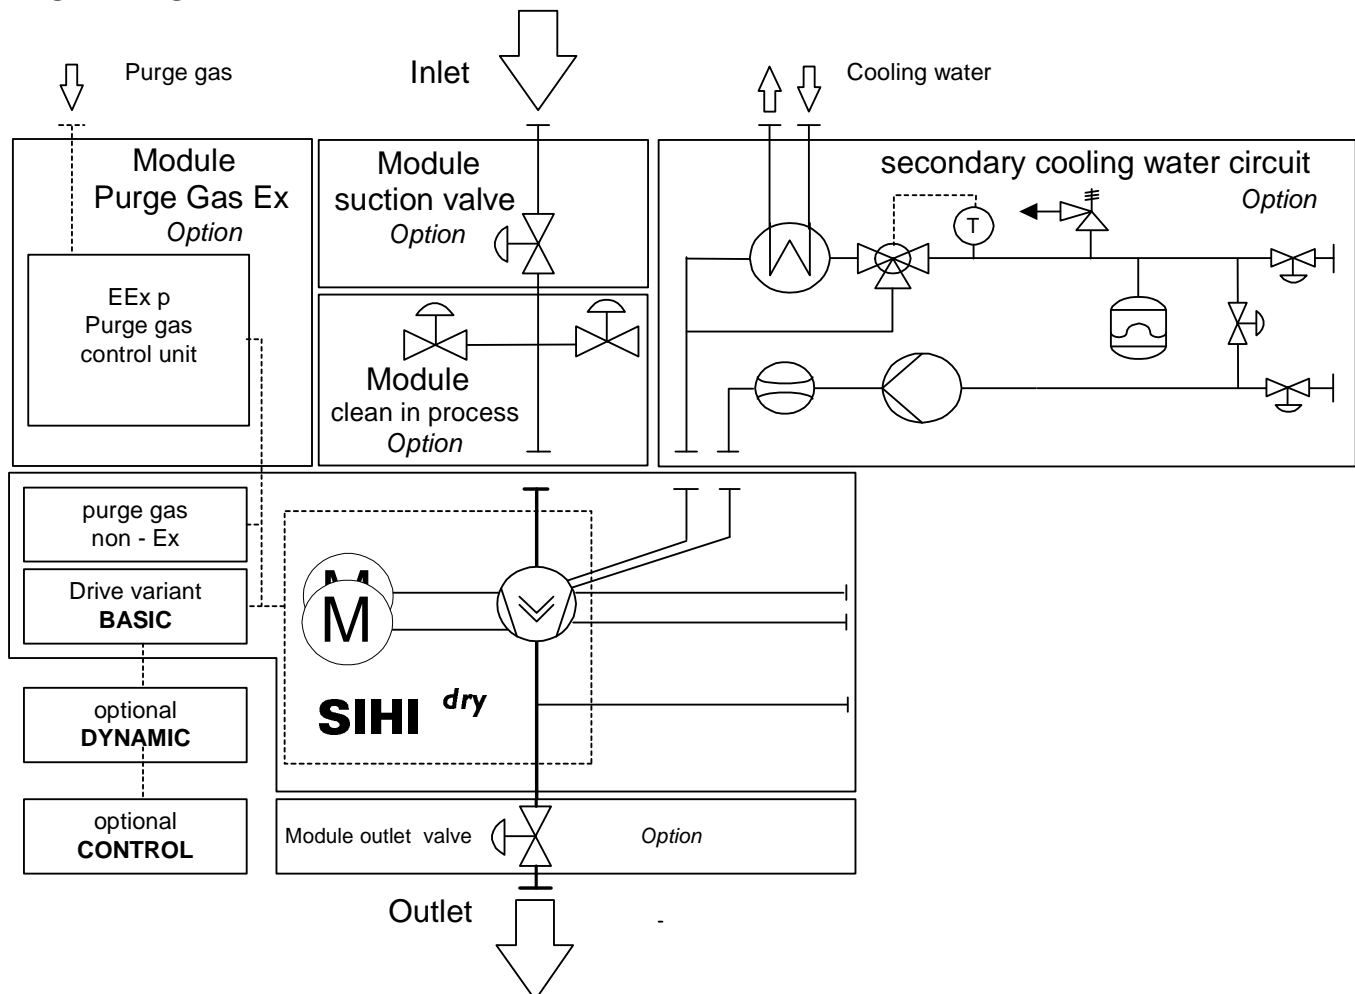 Purge gas
Inlet
Cooling water
Module
Purge Gas Ex
Option
Module
suction valve
Option
secondary cooling water circuit
Option
T
EEx p
Purge gas
control unit
Module
clean in process
Option
purge gas
non - Ex
Drive variant
BASIC
M
M
SIHI dry
optional
DYNAMIC
optional
CONTROL
Module outlet valve
Option
Outlet
-